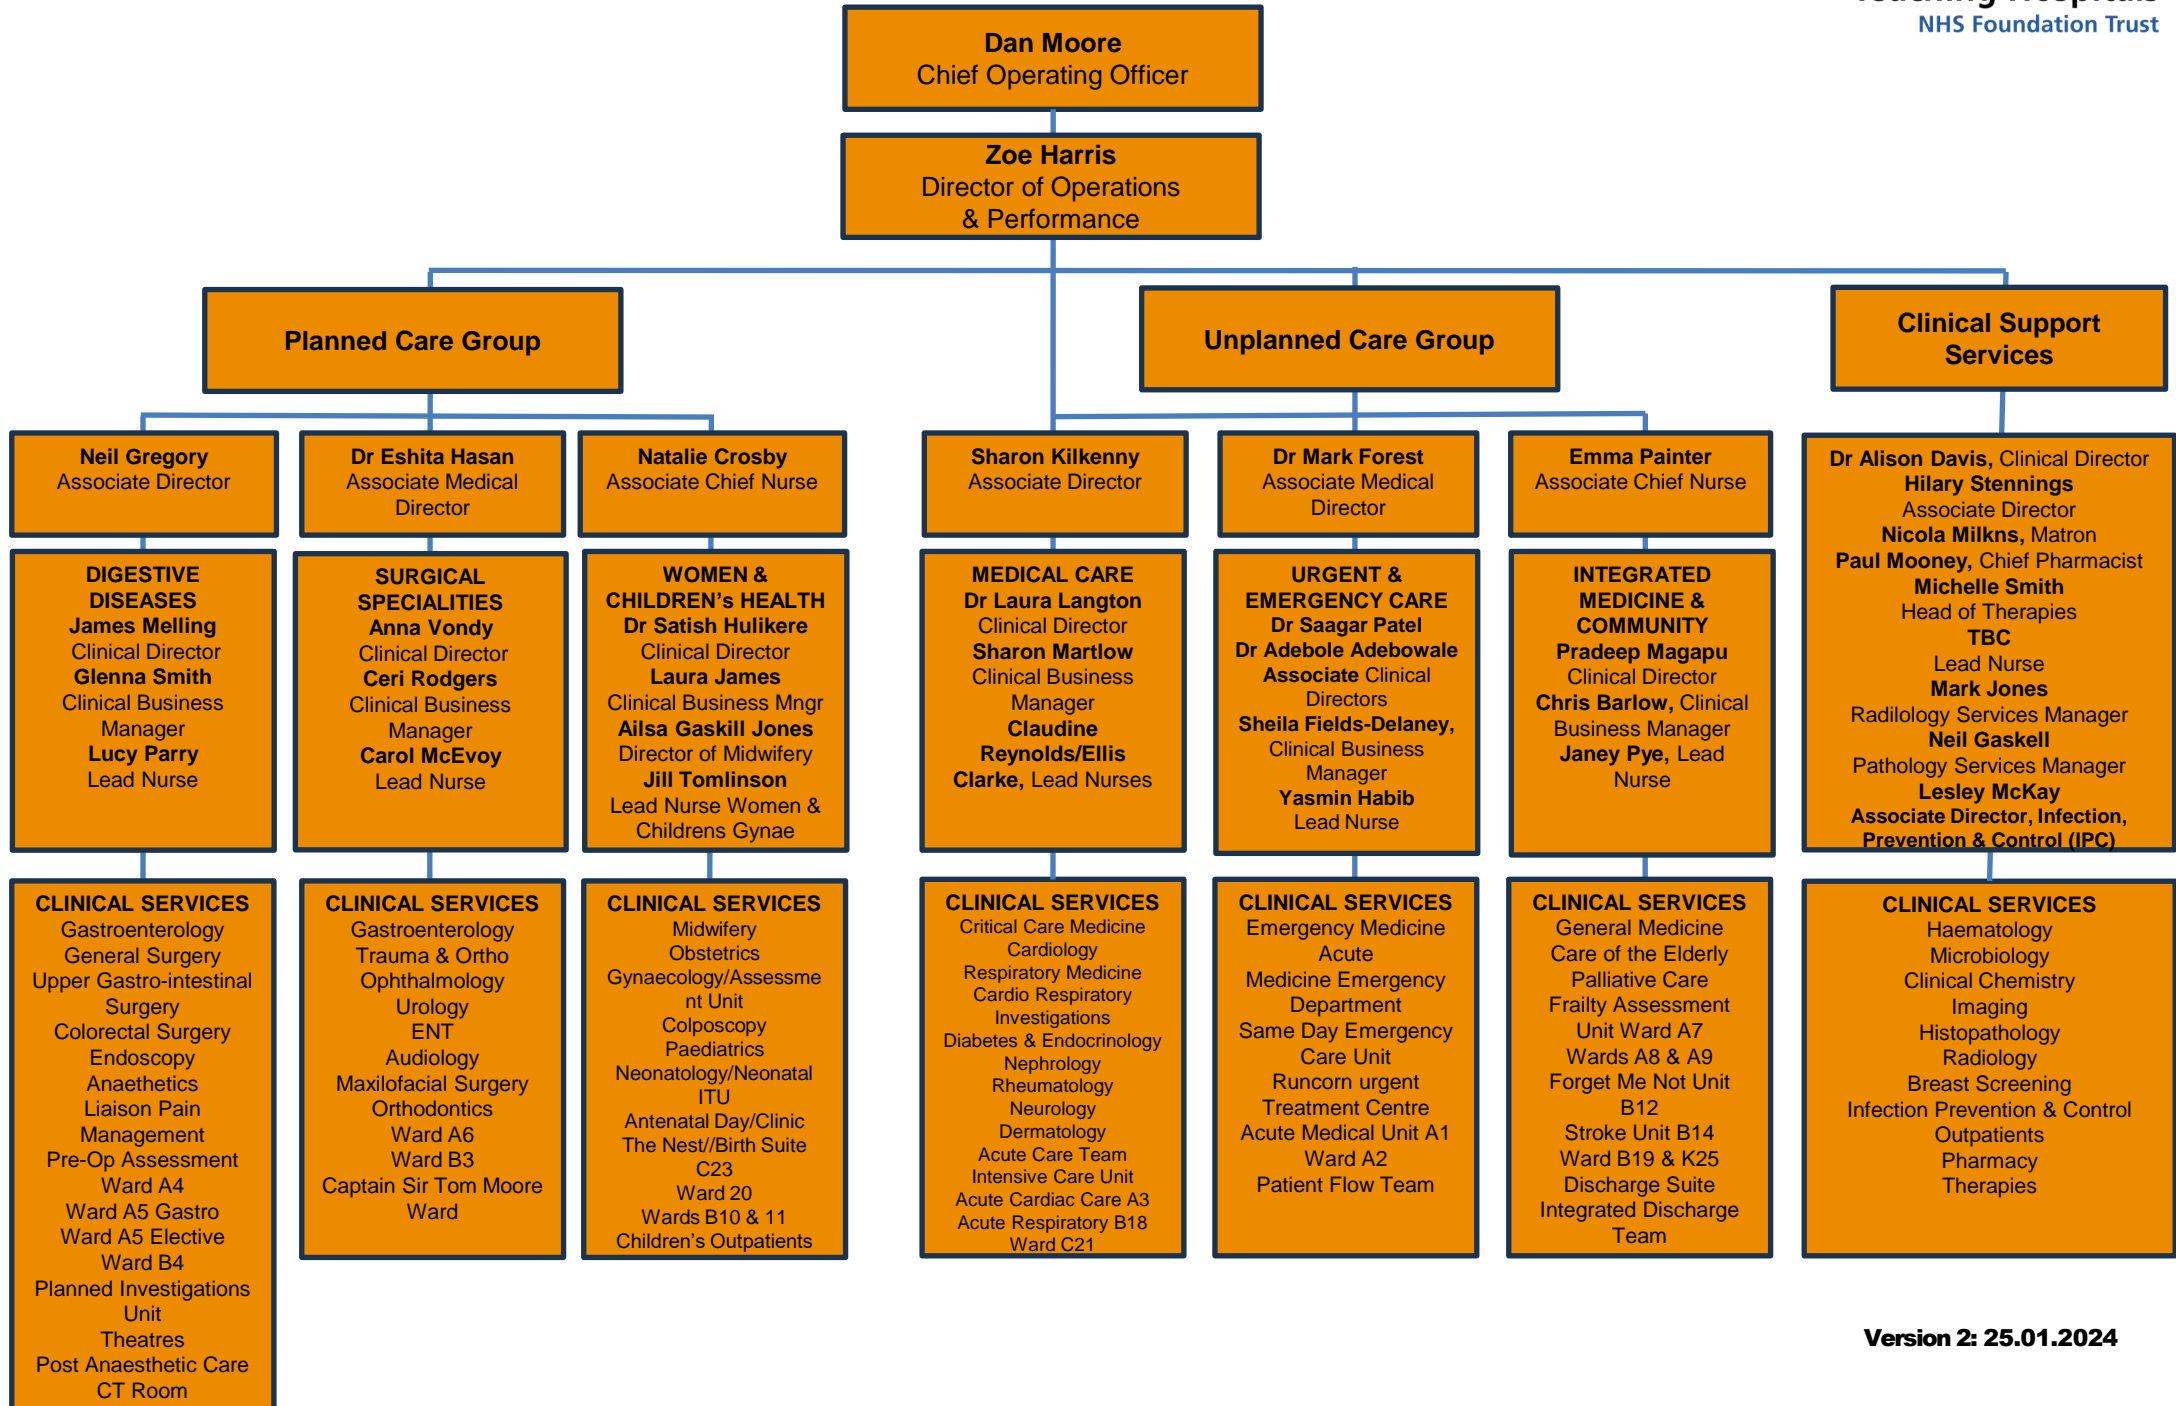 NHS Foundation Trust
Dan Moore
Chief Operating Officer
Zoe Harris
Director of Operations
& Performance
Planned Care Group
Unplanned Care Group
Clinical Support
Services
Neil Gregory
Associate Director
Dr Eshita Hasan
Associate Medical
Director
Natalie Crosby
Associate Chief Nurse
Sharon Kilkenny
Associate Director
Dr Mark Forest
Associate Medical
Director
Emma Painter
Associate Chief Nurse
Dr Alison Davis, Clinical Director
Hilary Stennings
Associate Director
Nicola Milkns, Matron
Paul Mooney, Chief Pharmacist
Michelle Smith
Head of Therapies
TBC
Lead Nurse
Mark Jones
Radilology Services Manager
Neil Gaskell
Pathology Services Manager
Lesley McKay
Associate Director, Infection,
Prevention & Control (IPC)
DIGESTIVE
DISEASES
James Melling
Clinical Director
Glenna Smith
Clinical Business
Manager
Lucy Parry
Lead Nurse
SURGICAL
SPECIALITIES
Anna Vondy
Clinical Director
Ceri Rodgers
Clinical Business
Manager
Carol McEvoy
Lead Nurse
WOMEN &
CHILDREN's HEALTH
Dr Satish Hulikere
Clinical Director
Laura James
Clinical Business Mngr
Ailsa Gaskill Jones
Director of Midwifery
Jill Tomlinson
Lead Nurse Women &
Childrens Gynae
MEDICAL CARE
Dr Laura Langton
Clinical Director
Sharon Martlow
Clinical Business
Manager
Claudine
Reynolds/Ellis
Clarke, Lead Nurses
URGENT &
EMERGENCY CARE
Dr Saagar Patel
Dr Adebole Adebowale
Associate Clinical
Directors
Sheila Fields-Delaney,
Clinical Business
Manager
Yasmin Habib
Lead Nurse
INTEGRATED
MEDICINE &
COMMUNITY
Pradeep Magapu
Clinical Director
Chris Barlow, Clinical
Business Manager
Janey Pye, Lead
Nurse
CLINICAL SERVICES
Gastroenterology
General Surgery
Upper Gastro-intestinal
Surgery
Colorectal Surgery
Endoscopy
Anaethetics
Liaison Pain
Management
Pre-Op Assessment
Ward A4
Ward A5 Gastro
Ward A5 Elective
Ward B4
Planned Investigations
Unit
Theatres
Post Anaesthetic Care
CT Room
CLINICAL SERVICES
Gastroenterology
Trauma & Ortho
Ophthalmology
Urology
ENT
Audiology
Maxilofacial Surgery
Orthodontics
Ward A6
Ward B3
Captain Sir Tom Moore
Ward
CLINICAL SERVICES
Midwifery
Obstetrics
Gynaecology/Assessme
nt Unit
Colposcopy
Paediatrics
Neonatology/Neonatal
ITU
Antenatal Day/Clinic
The Nest//Birth Suite
C23
Ward 20
Wards B10 & 11
Children's Outpatients
CLINICAL SERVICES
Critical Care Medicine
Cardiology
Respiratory Medicine
Cardio Respiratory
Investigations
Diabetes & Endocrinology
Nephrology
Rheumatology
Neurology
Dermatology
Acute Care Team
Intensive Care Unit
Acute Cardiac Care A3
Acute Respiratory B18
Ward C21
CLINICAL SERVICES
Emergency Medicine
Acute
Medicine Emergency
Department
Same Day Emergency
Care Unit
Runcorn urgent
Treatment Centre
Acute Medical Unit A1
Ward A2
Patient Flow Team
CLINICAL SERVICES
General Medicine
Care of the Elderly
Palliative Care
Frailty Assessment
Unit Ward A7
Wards A8 & A9
Forget Me Not Unit
B12
Stroke Unit B14
Ward B19 & K25
Discharge Suite
Integrated Discharge
Team
CLINICAL SERVICES
Haematology
Microbiology
Clinical Chemistry
Imaging
Histopathology
Radiology
Breast Screening
Infection Prevention & Control
Outpatients
Pharmacy
Therapies
Version 2: 25.01.2024